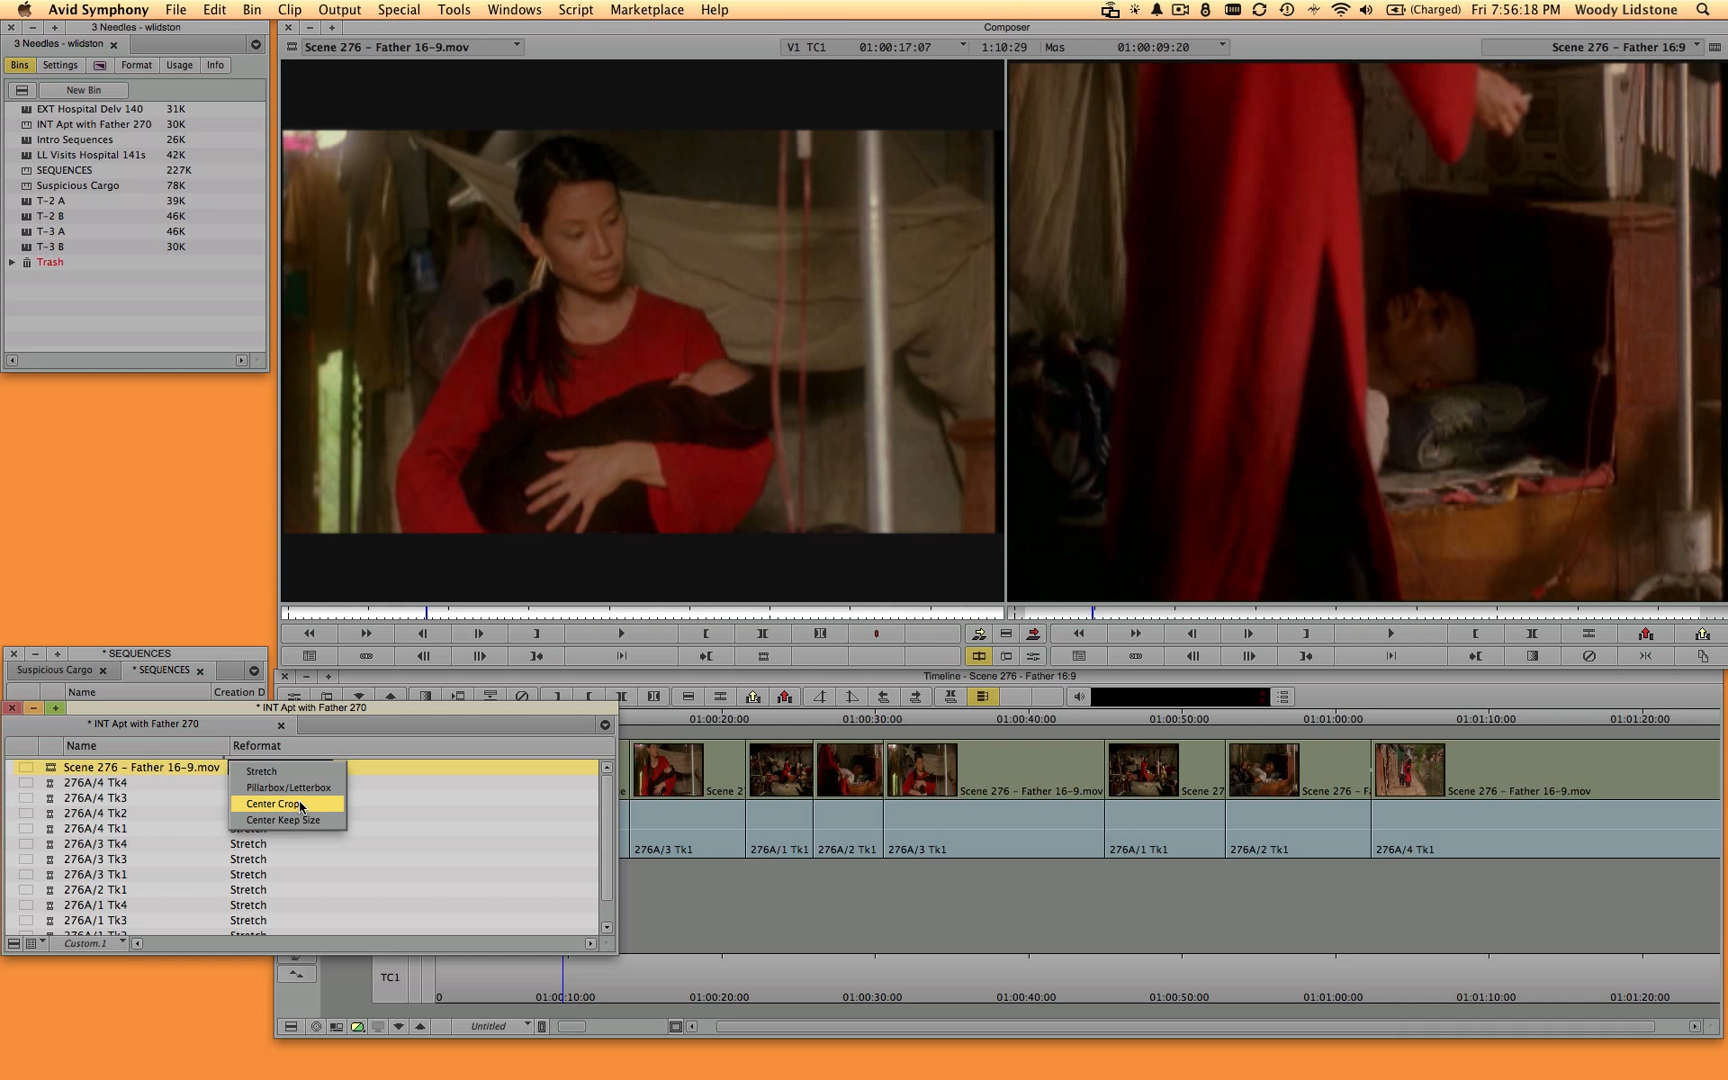 Avid Symphony File Edit Bin Clip Output Special Tools Windows Script Marketplace Help (Charged) Fri 7:56:18 PM Woody Lidstone
3 Needles - wlidston
3 Needles - wlidston
Bins Settings Format Usage Info
New Bin
EXT Hospital Delv 140 31K
INT Apt with Father 270 30K
Intro Sequences 26K
LL Visits Hospital 141s 42K
SEQUENCES 227K
Suspicious Cargo 78K
T-2 A 39K
T-2 B 46K
T-3 A 46K
T-3 B 30K
Trash
Composer
Scene 276 - Father 16-9.mov V1 TC1 01:00:17:07 1:10:29 Mas 01:00:09:20 Scene 276 - Father 16:9
* SEQUENCES
Suspicious Cargo * SEQUENCES
Name Creation D
* INT Apt with Father 270
* INT Apt with Father 270
Name Reformat
Scene 276 - Father 16-9.mov
276A/4 Tk4
276A/4 Tk3
276A/4 Tk2
276A/4 Tk1 Stretch
276A/3 Tk4 Stretch
276A/3 Tk3 Stretch
276A/3 Tk1 Stretch
276A/2 Tk1 Stretch
276A/1 Tk4 Stretch
276A/1 Tk3 Stretch
276A/1 Tk2 Stretch
Custom.1
Stretch
Pillarbox/Letterbox
Center Crop
Center Keep Size
Timeline - Scene 276 - Father 16:9
01:00:20:00 01:00:30:00 01:00:40:00 01:00:50:00 01:01:00:00 01:01:10:00 01:01:20:00
Scene 2 Scene 276 - Father 16-9.mov Scene 27 Scene 276 - F Scene 276 - Father 16-9.mov
276A/3 Tk1 276A/1 Tk1 276A/2 Tk1 276A/3 Tk1 276A/1 Tk1 276A/2 Tk1 276A/4 Tk1
TC1
0 01:00:10:00 01:00:20:00 01:00:30:00 01:00:40:00 01:00:50:00 01:01:00:00 01:01:10:00 01:01:20:00
Untitled